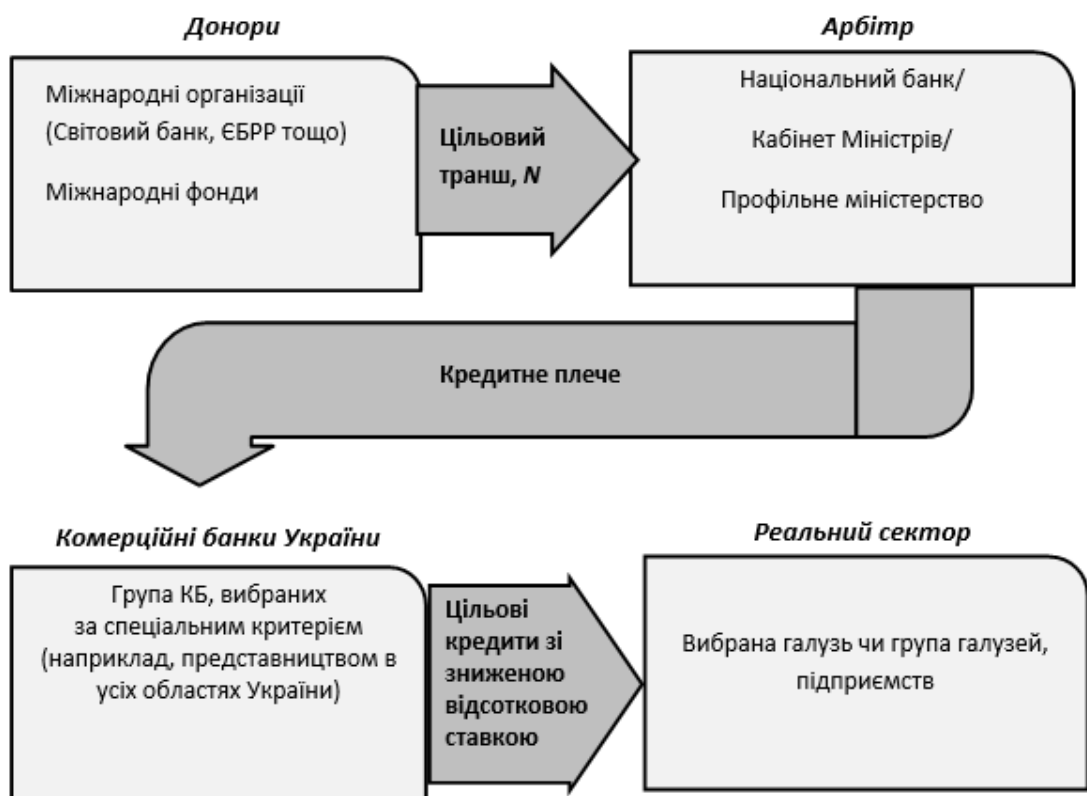 Донори
Арбітр
Міжнародні організації
(Світовий банк, ЄБРР тощо)
Міжнародні фонди
Цільовий
транш, N
Національний банк/
Кабінет Міністрів/
Профільне міністерство
Кредитне плече
Комерційні банки України
Реальний сектор
Група КБ, вибраних
за спеціальним критерієм
(наприклад, представництвом в
усіх областях України)
Цільові
кредити зі
зниженою
відсотковою
ставкою
Вибрана галузь чи група галузей,
підприємств